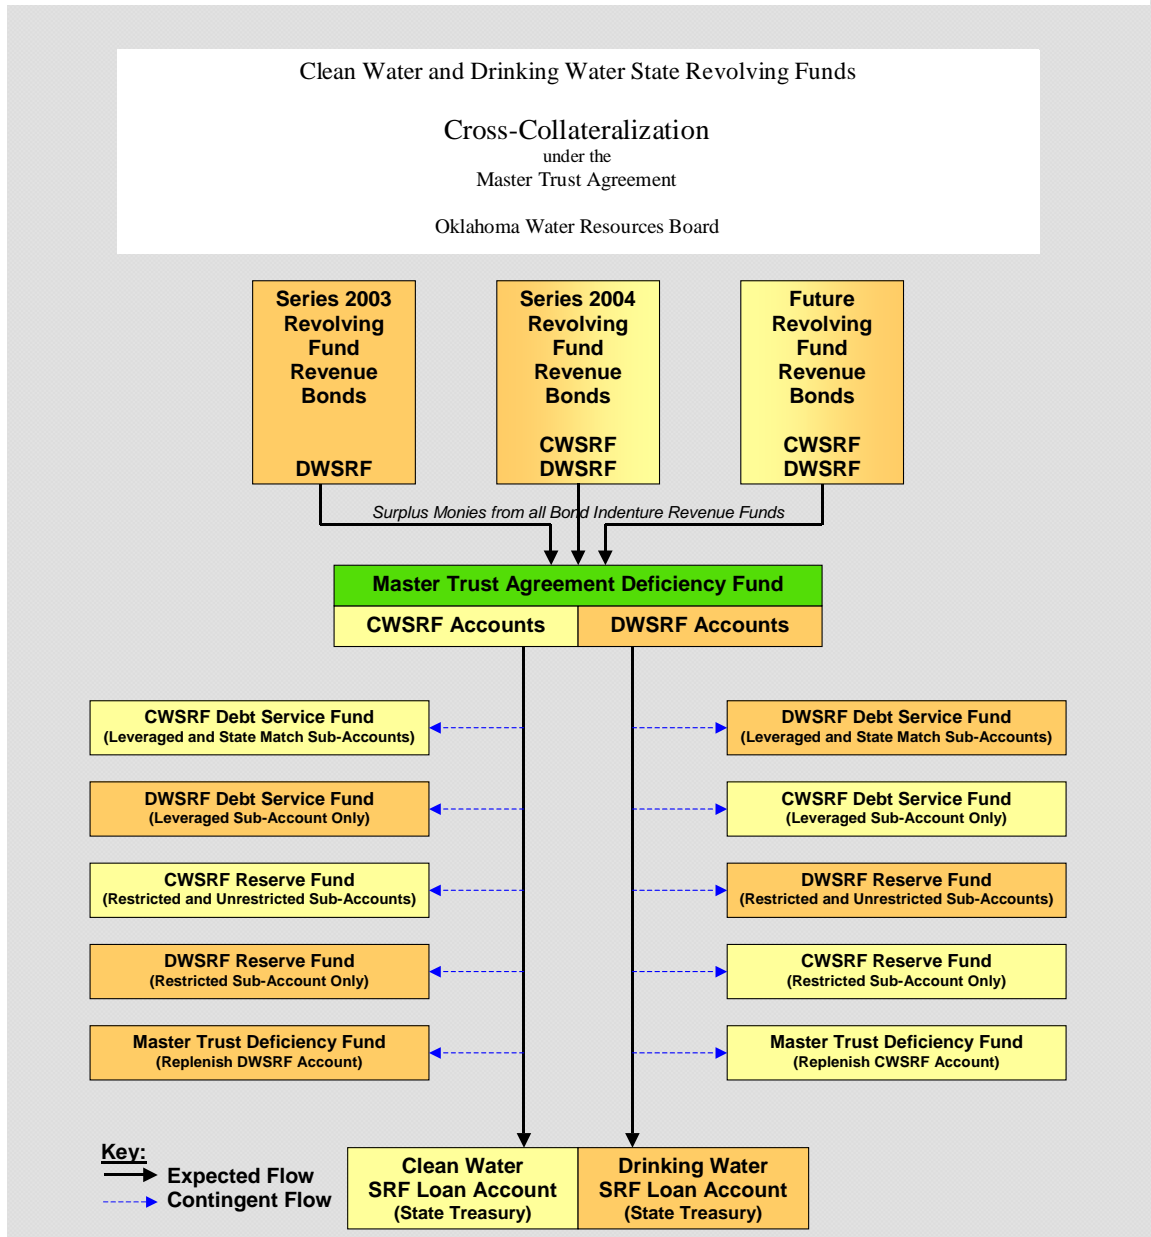 Clean Water and Drinking Water State Revolving Funds
Cross-Collateralization
under the
Master Trust Agreement
Oklahoma Water Resources Board
Series 2003
Revolving
Fund
Revenue
Bonds
DWSRF
Series 2004
Revolving
Fund
Revenue
Bonds
CWSRF
DWSRF
Future
Revolving
Fund
Revenue
Bonds
CWSRF
DWSRF
Surplus Monies from all Bond Indenture Revenue Funds
Master Trust Agreement Deficiency Fund
CWSRF Accounts
DWSRF Accounts
CWSRF Debt Service Fund
(Leveraged and State Match Sub-Accounts)
DWSRF Debt Service Fund
(Leveraged Sub-Account Only)
CWSRF Reserve Fund
(Restricted and Unrestricted Sub-Accounts)
DWSRF Reserve Fund
(Restricted Sub-Account Only)
Master Trust Deficiency Fund
(Replenish DWSRF Account)
DWSRF Debt Service Fund
(Leveraged and State Match Sub-Accounts)
CWSRF Debt Service Fund
(Leveraged Sub-Account Only)
DWSRF Reserve Fund
(Restricted and Unrestricted Sub-Accounts)
CWSRF Reserve Fund
(Restricted Sub-Account Only)
Master Trust Deficiency Fund
(Replenish CWSRF Account)
Key:
Expected Flow
Contingent Flow
Clean Water
SRF Loan Account
(State Treasury)
Drinking Water
SRF Loan Account
(State Treasury)